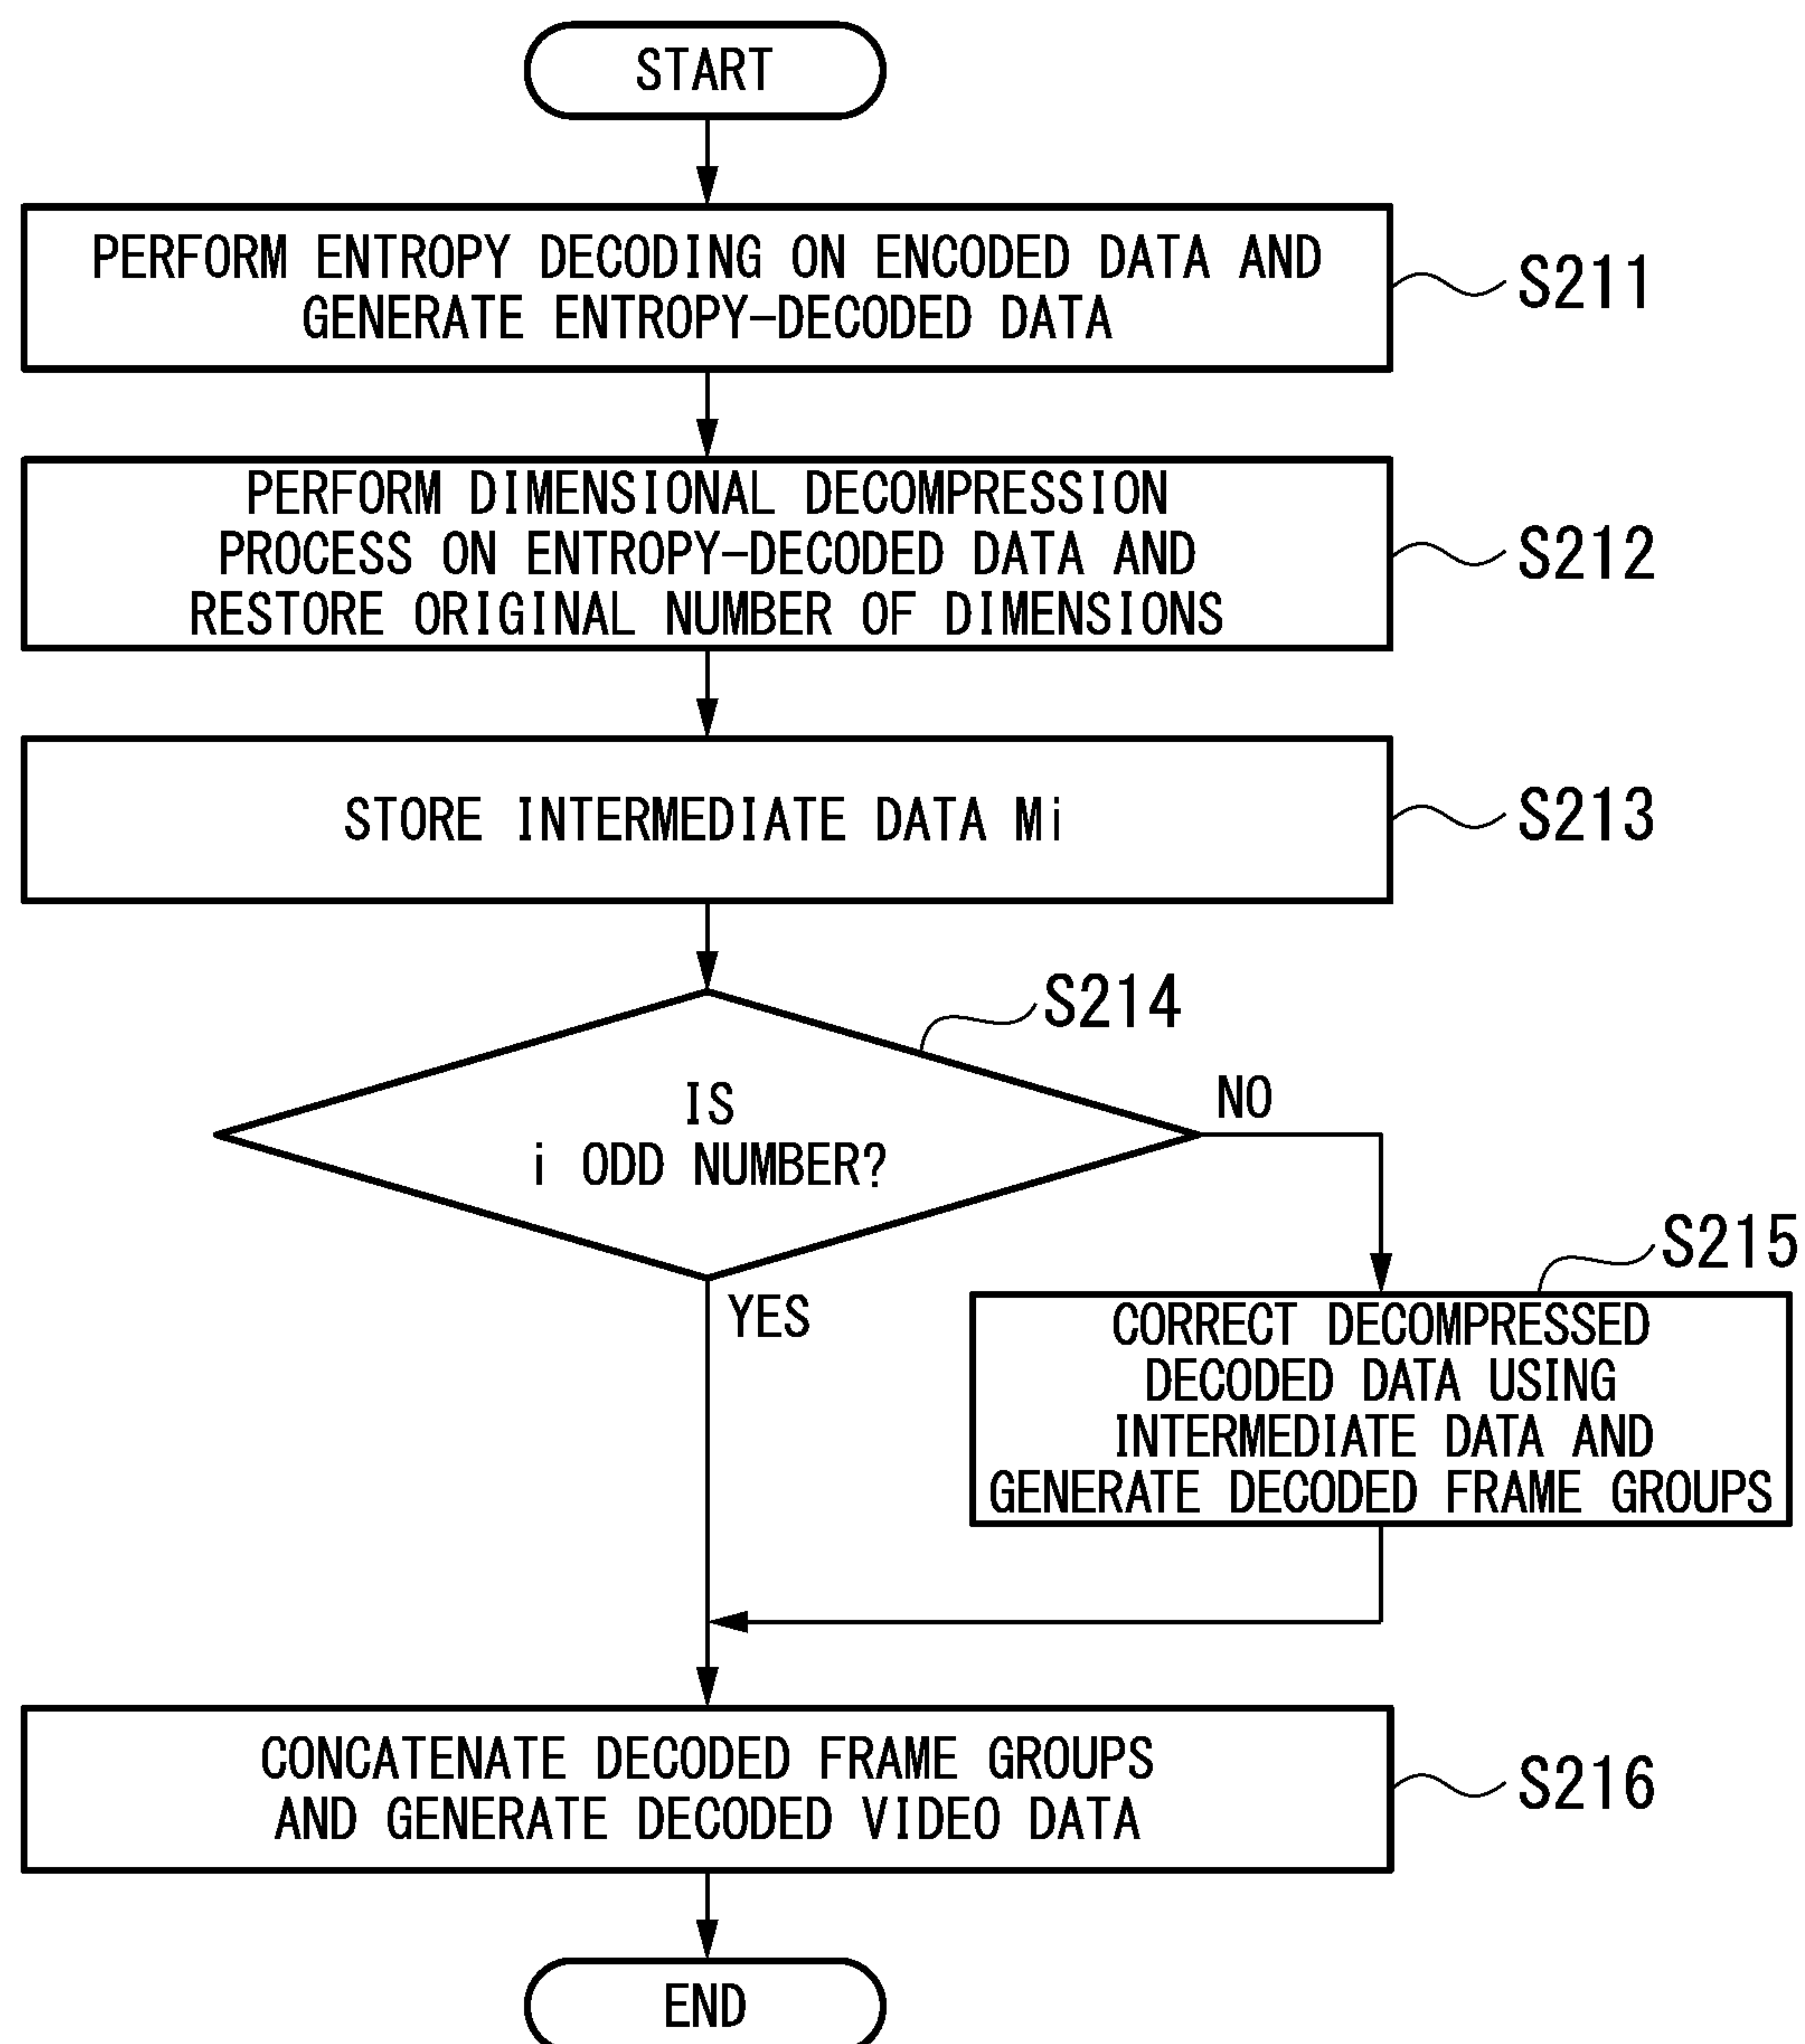 START
PERFORM ENTROPY DECODING ON ENCODED DATA AND
GENERATE ENTROPY-DECODED DATA
S211
PERFORM DIMENSIONAL DECOMPRESSION
PROCESS ON ENTROPY-DECODED DATA AND
RESTORE ORIGINAL NUMBER OF DIMENSIONS
S212
STORE INTERMEDIATE DATA Mi
S213
S214
IS
i ODD NUMBER?
NO
YES
S215
CORRECT DECOMPRESSED
DECODED DATA USING
INTERMEDIATE DATA AND
GENERATE DECODED FRAME GROUPS
CONCATENATE DECODED FRAME GROUPS
AND GENERATE DECODED VIDEO DATA
S216
END